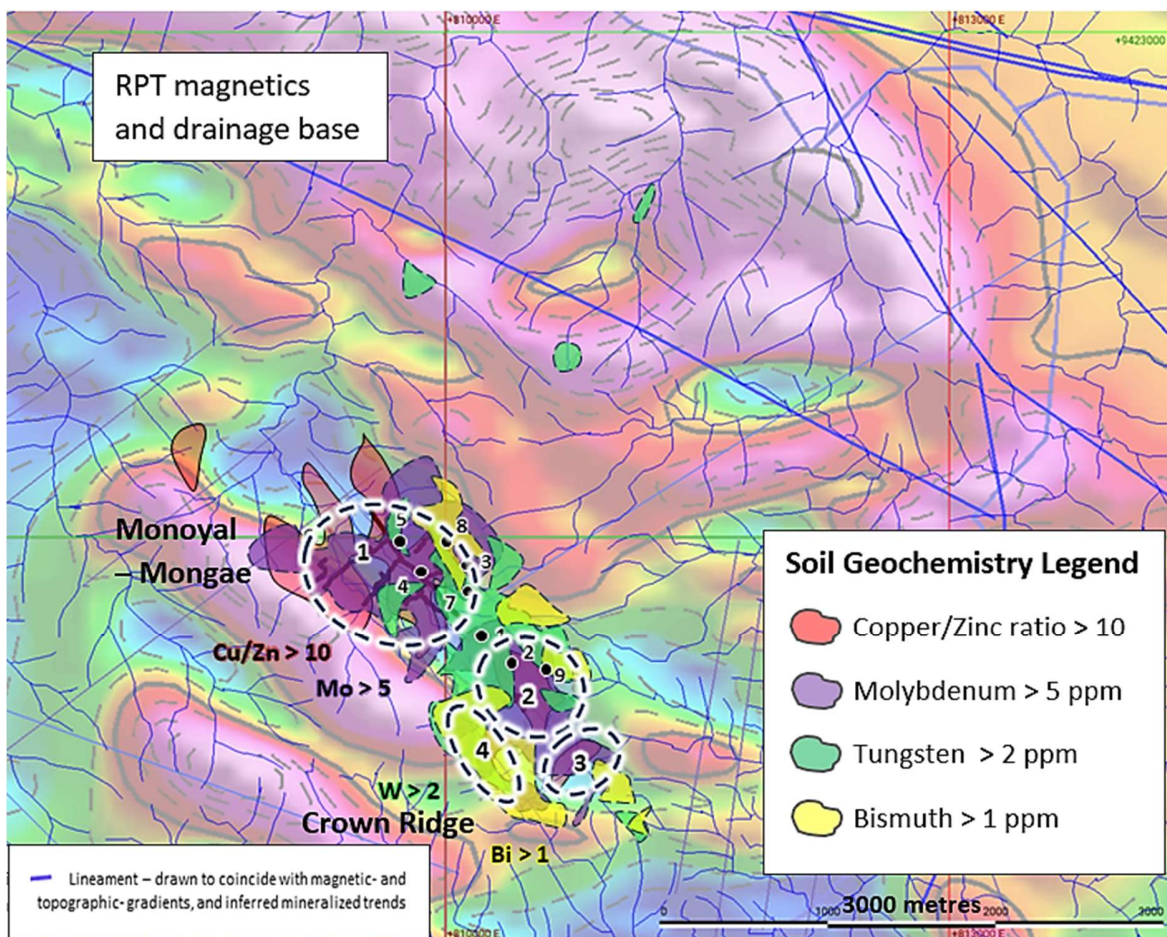 +810000 E
+813000 E
+9423000
RPT magnetics
and drainage base
Monoyal
– Mongae
5
8
1
3
4
7
2
9
2
4
3
Cu/Zn > 10
Mo > 5
W > 2
Crown Ridge
Bi > 1
Soil Geochemistry Legend
Copper/Zinc ratio > 10
Molybdenum > 5 ppm
Tungsten > 2 ppm
Bismuth > 1 ppm
Lineament – drawn to coincide with magnetic- and
topographic- gradients, and inferred mineralized trends
0 1000 3000 metres 2000 3000
+810000 E
+813000 E